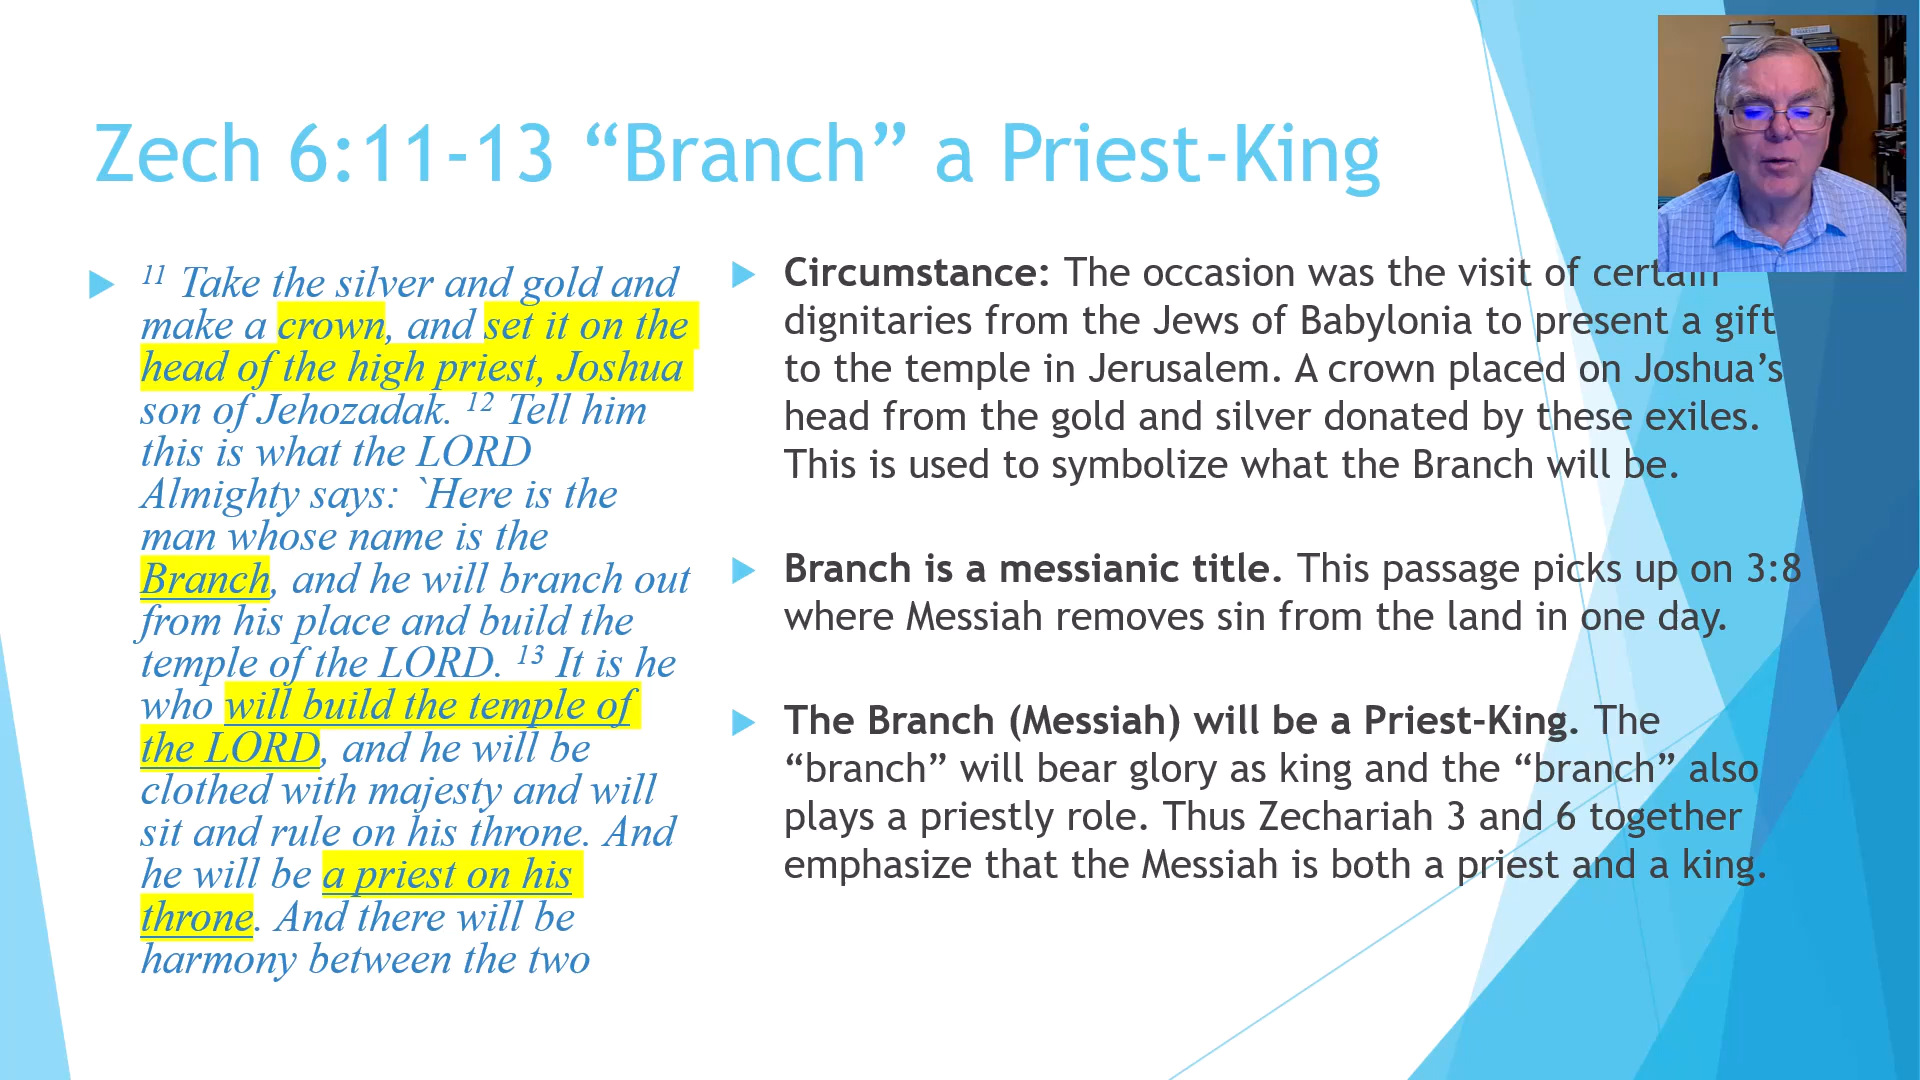 Zech 6:11-13 “Branch” a Priest-King
11 Take the silver and gold and
make a crown, and set it on the
head of the high priest, Joshua
son of Jehozadak. 12 Tell him
this is what the LORD
Almighty says: `Here is the
man whose name is the
Branch, and he will branch out
from his place and build the
temple of the LORD. 13 It is he
who will build the temple of
the LORD, and he will be
clothed with majesty and will
sit and rule on his throne. And
he will be a priest on his
throne. And there will be
harmony between the two
Circumstance: The occasion was the visit of certain
dignitaries from the Jews of Babylonia to present a gift
to the temple in Jerusalem. A crown placed on Joshua’s
head from the gold and silver donated by these exiles.
This is used to symbolize what the Branch will be.
Branch is a messianic title. This passage picks up on 3:8
where Messiah removes sin from the land in one day.
The Branch (Messiah) will be a Priest-King. The
“branch” will bear glory as king and the “branch” also
plays a priestly role. Thus Zechariah 3 and 6 together
emphasize that the Messiah is both a priest and a king.